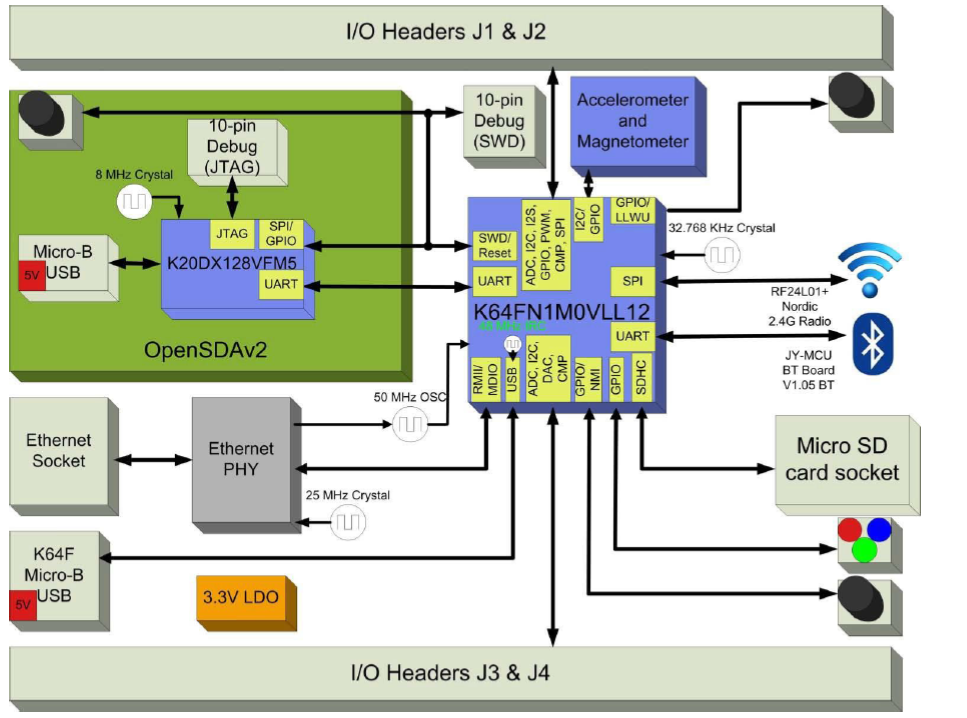 I/O Headers J1 & J2
10-pin
Debug
(SWD)
Accelerometer
and
Magnetometer
10-pin
Debug
(JTAG)
8 MHz Crystal
JTAG
SPI/
GPIO
K20DX128VFM5
UART
Micro-B
USB
5V
OpenSDAv2
SWD/
Reset
UART
ADC, I2C, I2S,
GPIO, PWM,
CMP, SPI
I2C/
GPIO
GPIO/
LLWU
32.768 KHz Crystal
SPI
K64FN1M0VLL12
UART
RMII/
MDIO
USB
ADC, I2C,
DAC,
CMP
GPIO/
NMI
GPIO
SDHC
RF24L01+
Nordic
2.4G Radio
JY-MCU
BT Board
V1.05 BT
50 MHz OSC
Ethernet
Socket
Ethernet
PHY
25 MHz Crystal
Micro SD
card socket
K64F
Micro-B
USB
5V
3.3V LDO
I/O Headers J3 & J4